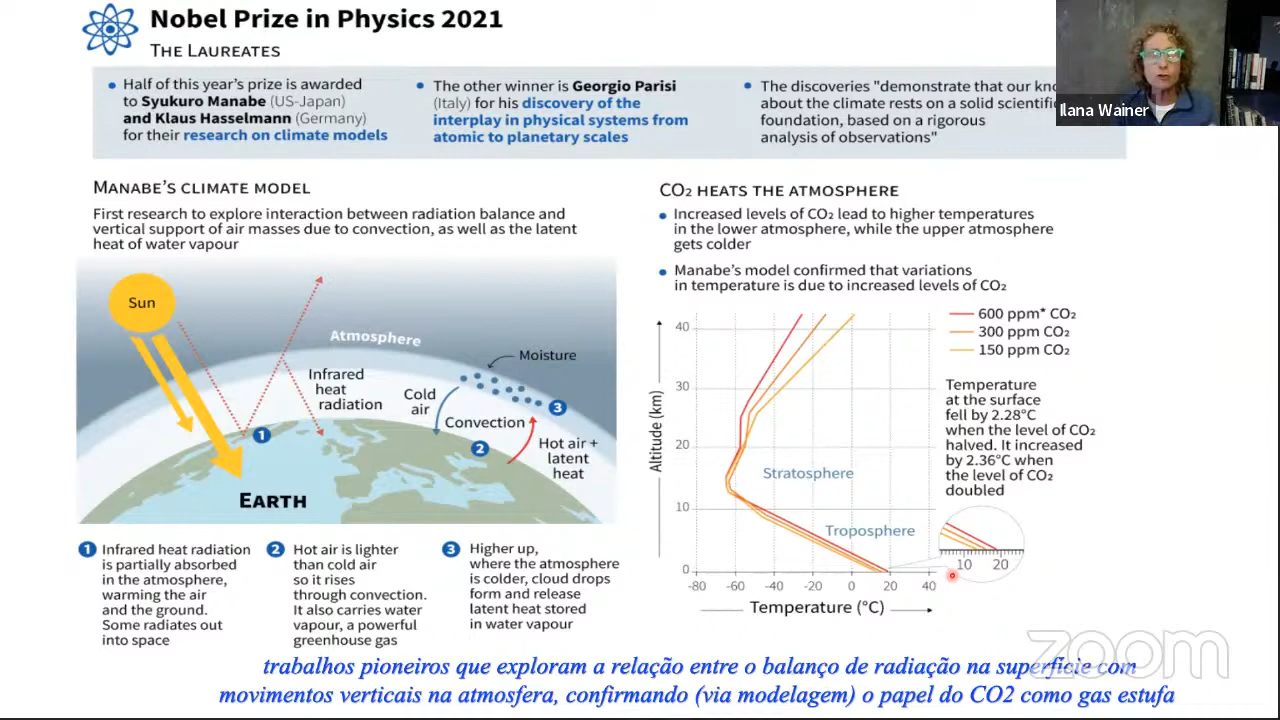 Nobel Prize in Physics 2021
THE LAUREATES
• Half of this year's prize is awarded
to Syukuro Manabe (US-Japan)
and Klaus Hasselmann (Germany)
for their research on climate models
• The other winner is Georgio Parisi
(Italy) for his discovery of the
interplay in physical systems from
atomic to planetary scales
• The discoveries "demonstrate that our
about the climate rests on a solid
foundation, based on a rigorous
analysis of observations"
Ilana Wainer
MANABE'S CLIMATE MODEL
First research to explore interaction between radiation balance and
vertical support of air masses due to convection, as well as the latent
heat of water vapour
Sun
Atmosphere
Moisture
Infrared
heat
radiation
Cold
air
Convection
3
1
2
Hot air +
latent
heat
EARTH
1 Infrared heat radiation
is partially absorbed
in the atmosphere,
warming the air
and the ground.
Some radiates out
into space
2 Hot air is lighter
than cold air
so it rises
through convection.
It also carries water
vapour, a powerful
greenhouse gas
3 Higher up,
where the atmosphere
is colder, cloud drops
form and release
latent heat stored
in water vapour
CO2 HEATS THE ATMOSPHERE
• Increased levels of CO2 lead to higher temperatures
in the lower atmosphere, while the upper atmosphere
gets colder
• Manabe's model confirmed that variations
in temperature is due to increased levels of CO2
600 ppm* CO2
300 ppm CO2
150 ppm CO2
Altitude (km)
40
30
20
10
0
Stratosphere
Troposphere
-80 -60 -40 -20 0 20 40
Temperature (°C)
Temperature
at the surface
fell by 2.28°C
when the level of CO2
halved. It increased
by 2.36°C when
the level of CO2
doubled
10 20
zoom
trabalhos pioneiros que exploram a relação entre o balanço de radiação na superficie com
movimentos verticais na atmosfera, confirmando (via modelagem) o papel do CO2 como gas estufa